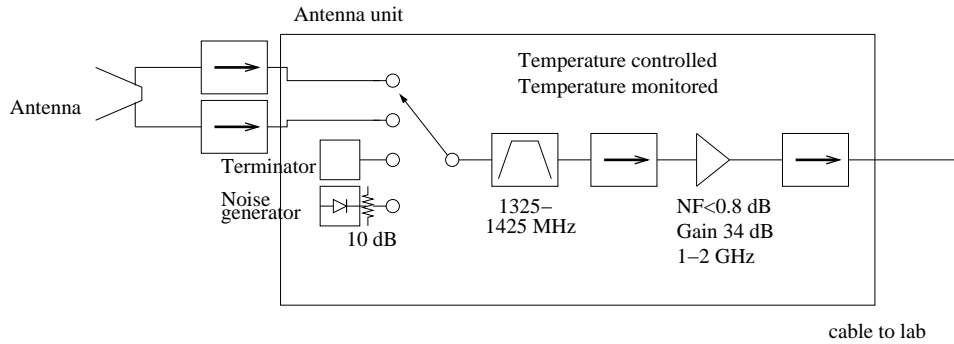 Antenna unit
Temperature controlled
Temperature monitored
Antenna
Terminator
Noise
generator
10 dB
1325–
1425 MHz
NF<0.8 dB
Gain 34 dB
1–2 GHz
cable to lab